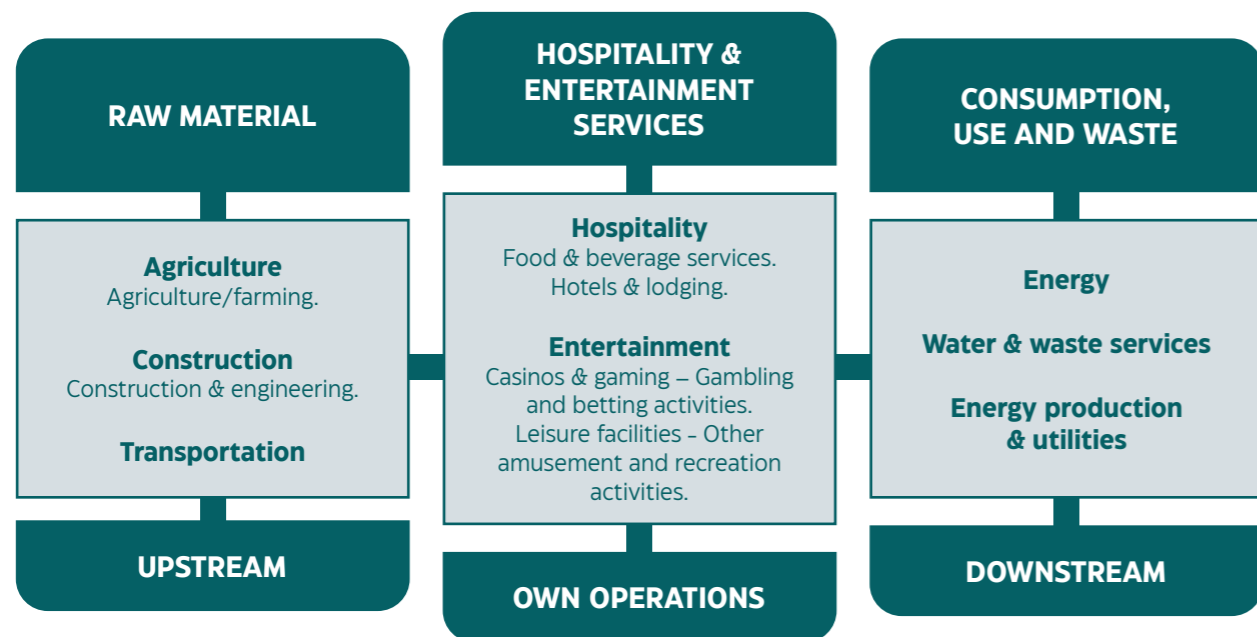 RAW MATERIAL
Agriculture
Agriculture/farming.
Construction
Construction & engineering.
Transportation
UPSTREAM
HOSPITALITY &
ENTERTAINMENT
SERVICES
Hospitality
Food & beverage services.
Hotels & lodging.
Entertainment
Casinos & gaming – Gambling
and betting activities.
Leisure facilities - Other
amusement and recreation
activities.
OWN OPERATIONS
CONSUMPTION,
USE AND WASTE
Energy
Water & waste services
Energy production
& utilities
DOWNSTREAM